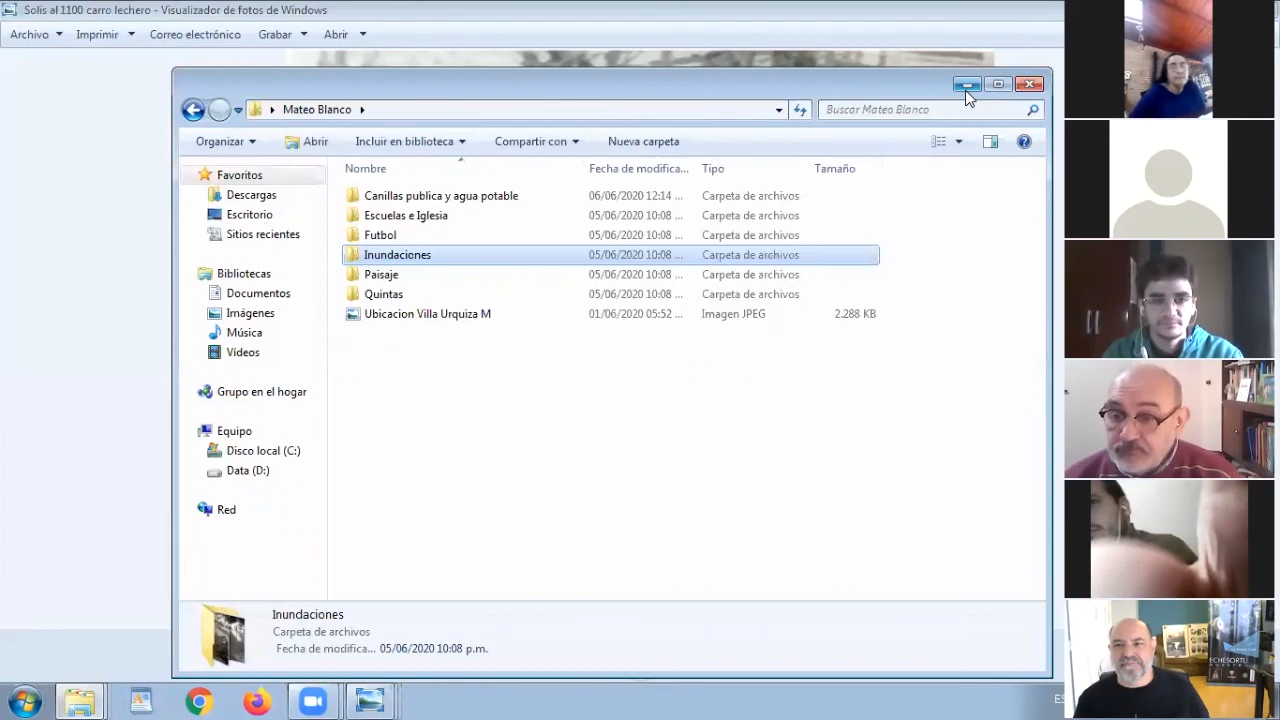 Solis al 1100 carro lechero - Visualizador de fotos de Windows
Archivo Imprimir Correo electrónico Grabar Abrir
Mateo Blanco
Buscar Mateo Blanco
Organizar Abrir Incluir en biblioteca Compartir con Nueva carpeta
Nombre Fecha de modifica... Tipo Tamaño
Favoritos
Descargas
Escritorio
Sitios recientes
Bibliotecas
Documentos
Imágenes
Música
Vídeos
Grupo en el hogar
Equipo
Disco local (C:)
Data (D:)
Red
Canillas publica y agua potable 06/06/2020 12:14 ... Carpeta de archivos
Escuelas e Iglesia 05/06/2020 10:08 ... Carpeta de archivos
Futbol 05/06/2020 10:08 ... Carpeta de archivos
Inundaciones 05/06/2020 10:08 ... Carpeta de archivos
Paisaje 05/06/2020 10:08 ... Carpeta de archivos
Quintas 05/06/2020 10:08 ... Carpeta de archivos
Ubicacion Villa Urquiza M 01/06/2020 05:52 ... Imagen JPEG 2.288 KB
Inundaciones
Carpeta de archivos
Fecha de modifica... 05/06/2020 10:08 p.m.
ES
ECHESORTU